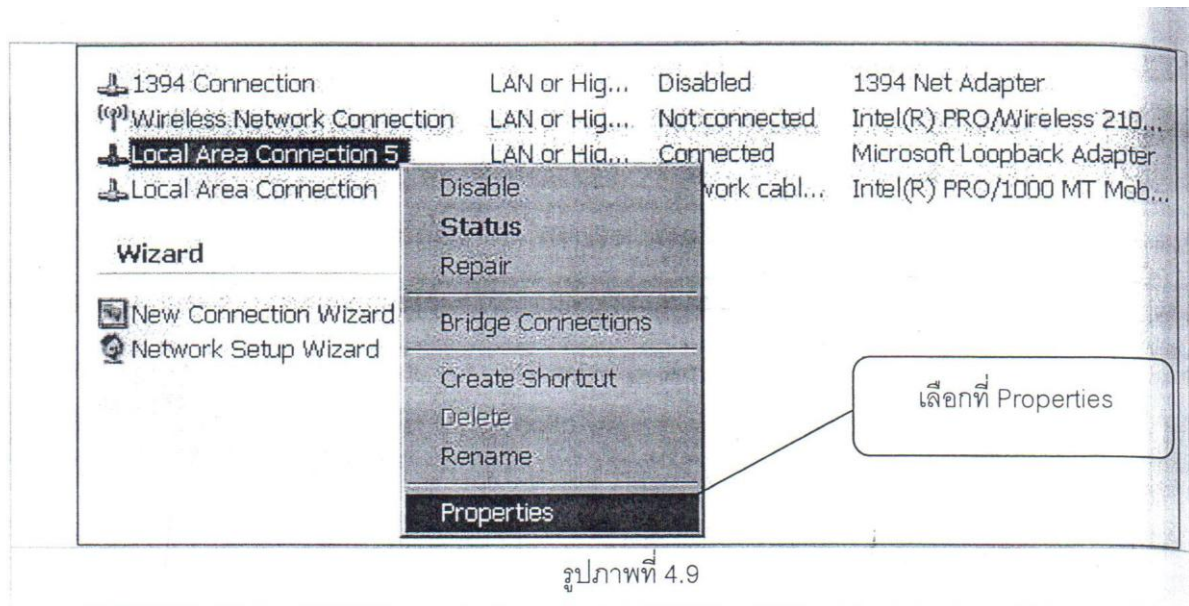 1394 Connection LAN or Hig... Disabled 1394 Net Adapter
Wireless Network Connection LAN or Hig... Not connected Intel(R) PRO/Wireless 210...
Local Area Connection 5 LAN or Hig... Connected Microsoft Loopback Adapter
Local Area Connection work cabl... Intel(R) PRO/1000 MT Mob...
Disable
Status
Repair
Bridge Connections
Create Shortcut
Delete
Rename
Properties
Wizard
New Connection Wizard
Network Setup Wizard
เลือกที่ Properties
รูปภาพที่ 4.9